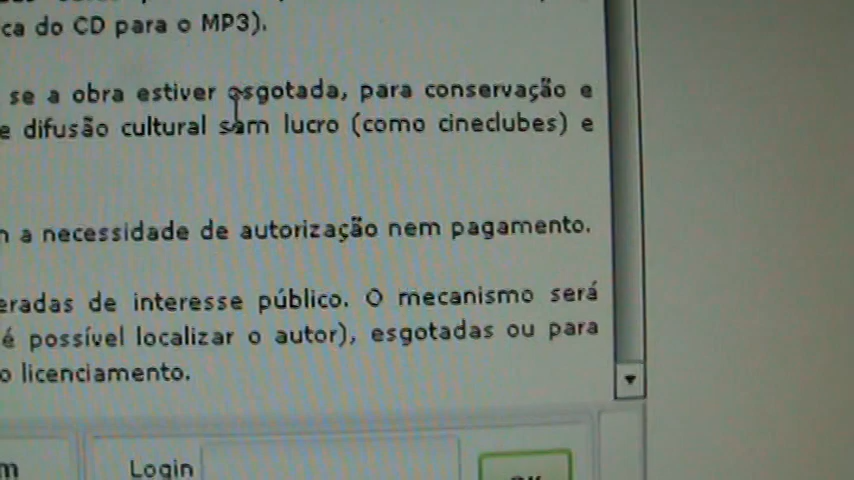 ca do CD para o MP3).
se a obra estiver esgotada, para conservação e
e difusão cultural sem lucro (como cineclubes) e
a necessidade de autorização nem pagamento.
eradas de interesse público. O mecanismo será
é possível localizar o autor), esgotadas ou para
o licenciamento.
m Login OK